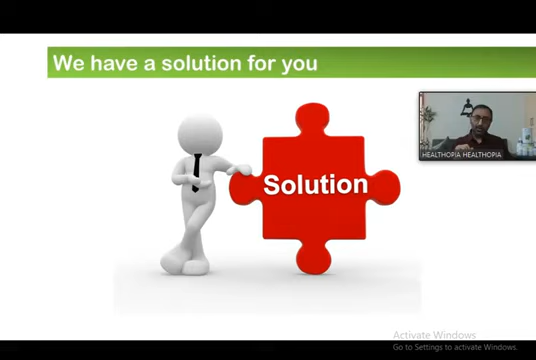 We have a solution for you
Solution
HEALTHOPIA HEALTHOPIA
Activate Windows
Go to Settings to activate Windows.